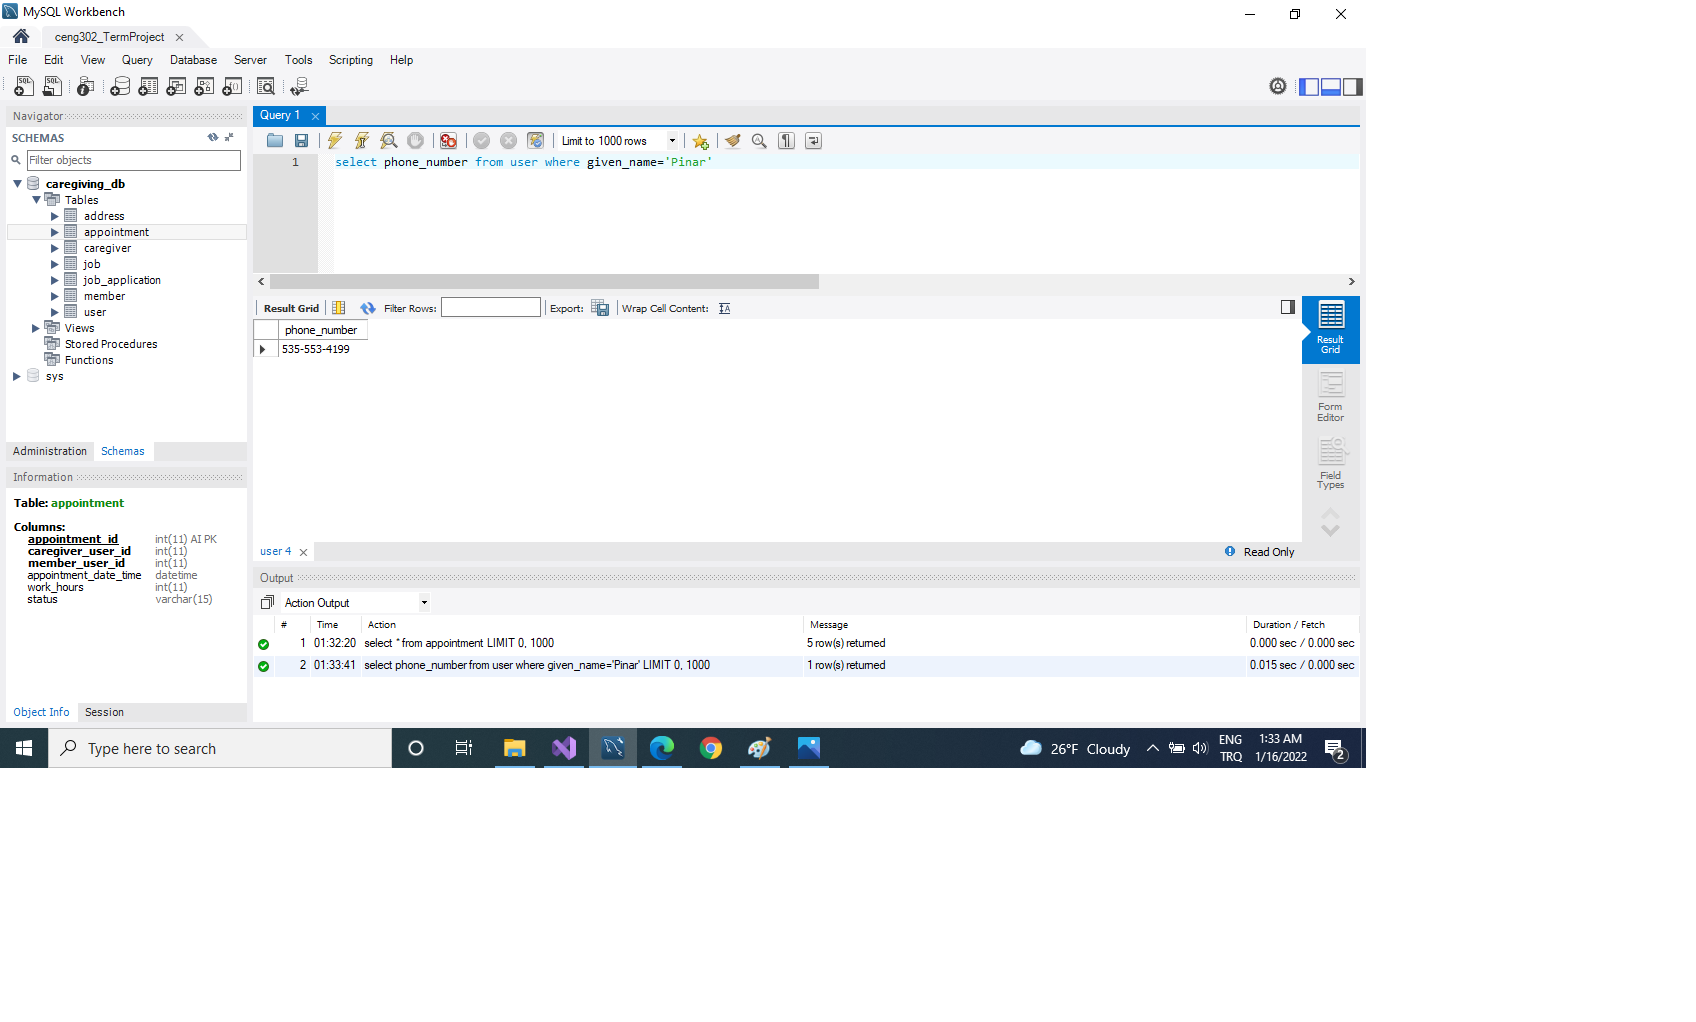 MySQL Workbench
ceng302_TermProject
File Edit View Query Database Server Tools Scripting Help
Navigator
SCHEMAS
Filter objects
caregiving_db
Tables
address
appointment
caregiver
job
job_application
member
user
Views
Stored Procedures
Functions
sys
Administration Schemas
Information
Table: appointment
Columns:
appointment_id int(11) AI PK
caregiver_user_id int(11)
member_user_id int(11)
appointment_date_time datetime
work_hours int(11)
status varchar(15)
Object Info Session
Query 1
Limit to 1000 rows
1 select phone_number from user where given_name='Pinar'
Result Grid Filter Rows: Export: Wrap Cell Content:
phone_number
535-553-4199
Result
Grid
Form
Editor
Field
Types
user 4
Read Only
Output
Action Output
# Time Action Message Duration / Fetch
1 01:32:20 select * from appointment LIMIT 0, 1000 5 row(s) returned 0.000 sec / 0.000 sec
2 01:33:41 select phone_number from user where given_name='Pinar' LIMIT 0, 1000 1 row(s) returned 0.015 sec / 0.000 sec
Type here to search
26°F Cloudy
ENG
TRQ
1:33 AM
1/16/2022
2